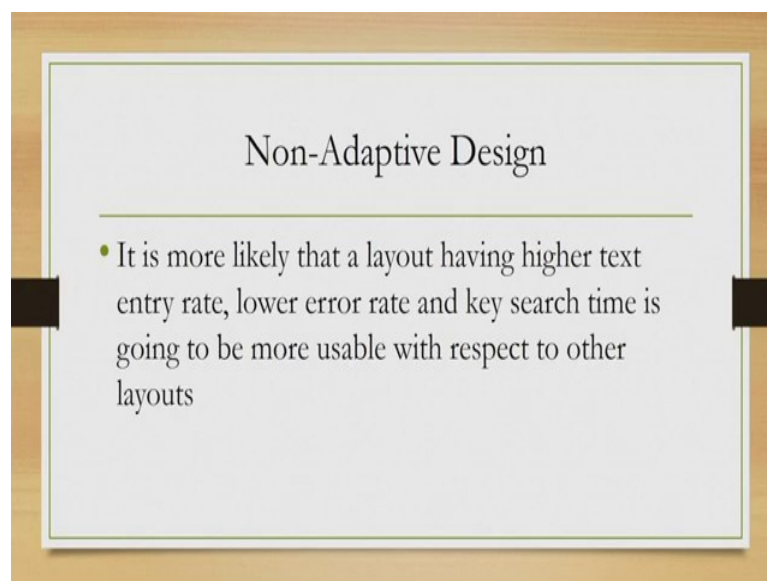 Non-Adaptive Design
• It is more likely that a layout having higher text
entry rate, lower error rate and key search time is
going to be more usable with respect to other
layouts